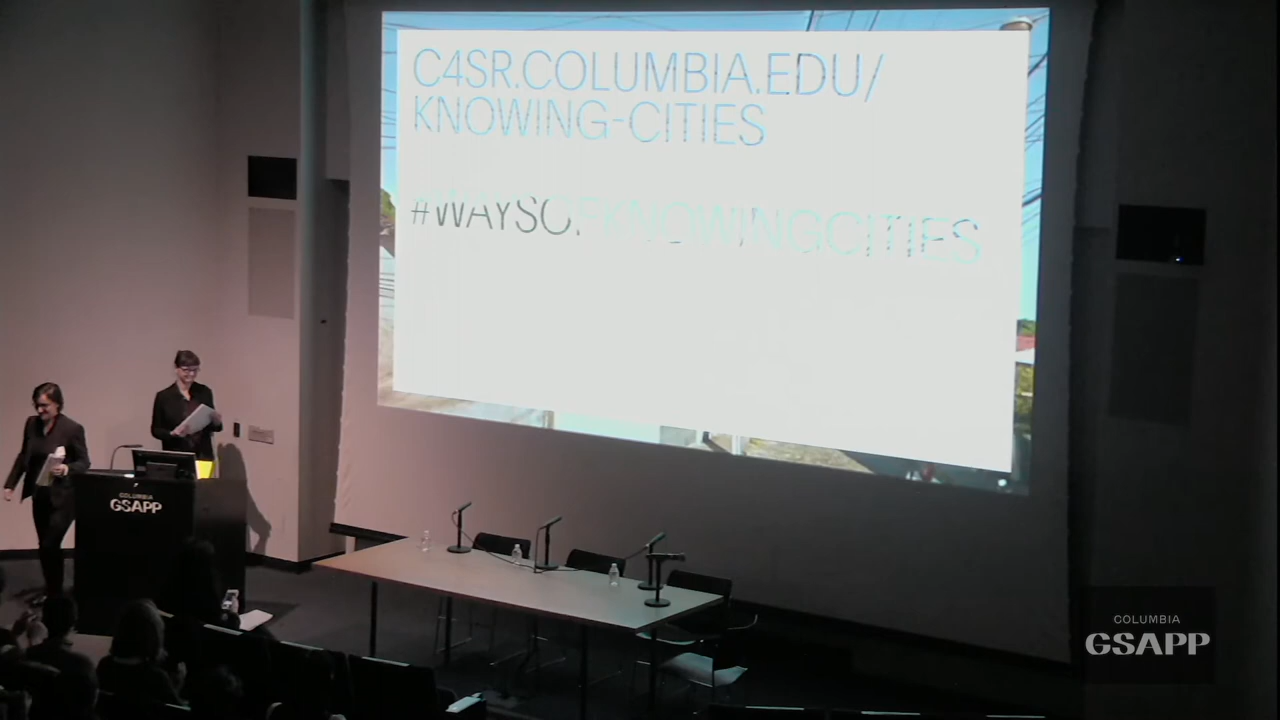 C4SR.COLUMBIA.EDU/
KNOWING-CITIES
#WAYSOFKNOWINGCITIES
COLUMBIA
GSAPP
COLUMBIA
GSAPP